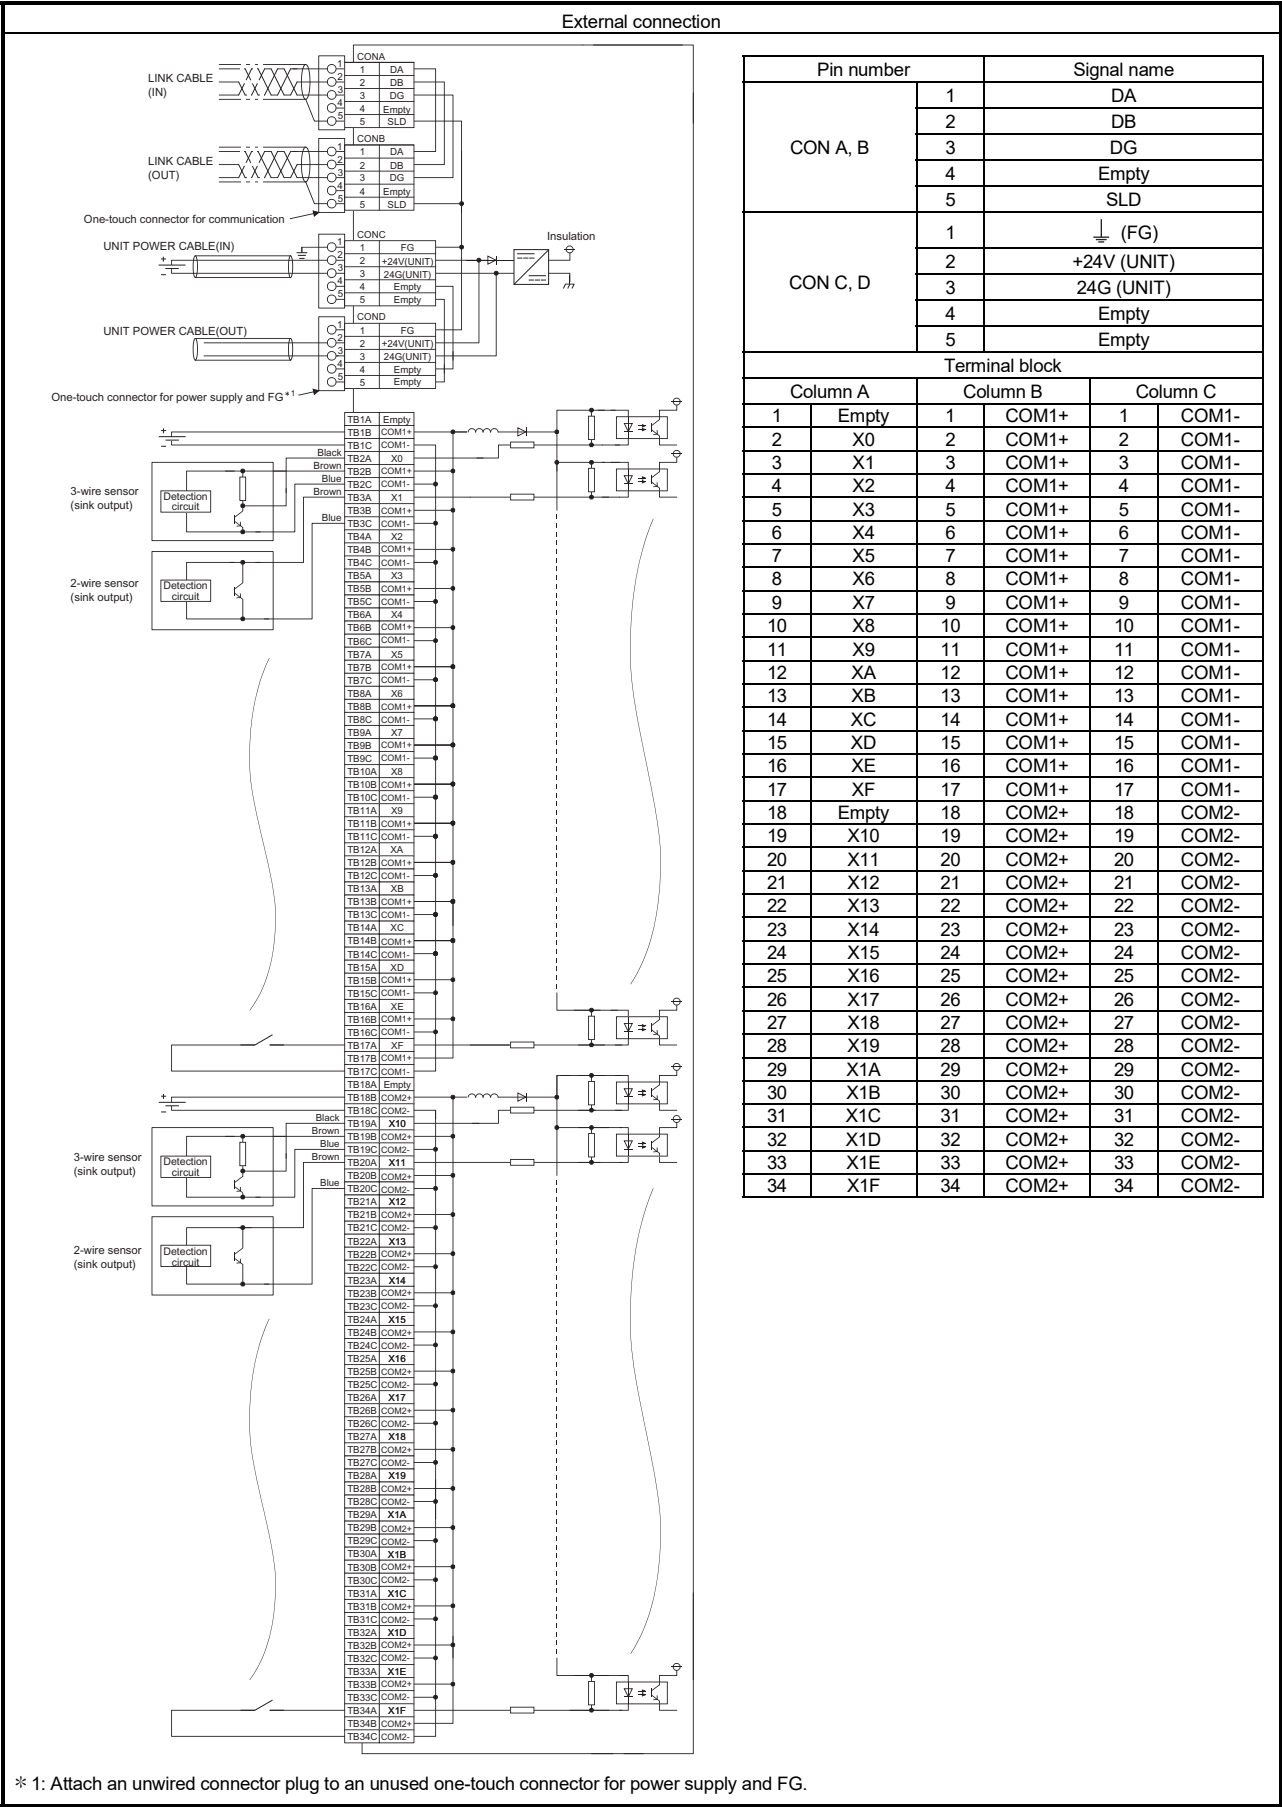 External connection
LINK CABLE
(IN)
CONA
1
2
3
4
5
1 DA
2 DB
3 DG
4 Empty
5 SLD
LINK CABLE
(OUT)
CONB
1
2
3
4
5
1 DA
2 DB
3 DG
4 Empty
5 SLD
One-touch connector for communication
UNIT POWER CABLE(IN)
+
-
CONC
1
2
3
4
5
1 FG
2 +24V(UNIT)
3 24G(UNIT)
4 Empty
5 Empty
Insulation
UNIT POWER CABLE(OUT)
COND
1
2
3
4
5
1 FG
2 +24V(UNIT)
3 24G(UNIT)
4 Empty
5 Empty
One-touch connector for power supply and FG*1
TB1A Empty
+ TB1B COM1+
- TB1C COM1-
Black TB2A X0
Brown TB2B COM1+
Blue TB2C COM1-
Brown TB3A X1
TB3B COM1+
Blue TB3C COM1-
3-wire sensor
(sink output)
Detection
circuit
TB4A X2
TB4B COM1+
TB4C COM1-
TB5A X3
TB5B COM1+
TB5C COM1-
2-wire sensor
(sink output)
Detection
circuit
TB6A X4
TB6B COM1+
TB6C COM1-
TB7A X5
TB7B COM1+
TB7C COM1-
TB8A X6
TB8B COM1+
TB8C COM1-
TB9A X7
TB9B COM1+
TB9C COM1-
TB10A X8
TB10B COM1+
TB10C COM1-
TB11A X9
TB11B COM1+
TB11C COM1-
TB12A XA
TB12B COM1+
TB12C COM1-
TB13A XB
TB13B COM1+
TB13C COM1-
TB14A XC
TB14B COM1+
TB14C COM1-
TB15A XD
TB15B COM1+
TB15C COM1-
TB16A XE
TB16B COM1+
TB16C COM1-
TB17A XF
TB17B COM1+
TB17C COM1-
TB18A Empty
+ TB18B COM2+
- TB18C COM2-
Black TB19A X10
Brown TB19B COM2+
Blue TB19C COM2-
Brown TB20A X11
TB20B COM2+
Blue TB20C COM2-
3-wire sensor
(sink output)
Detection
circuit
TB21A X12
TB21B COM2+
TB21C COM2-
TB22A X13
TB22B COM2+
TB22C COM2-
2-wire sensor
(sink output)
Detection
circuit
TB23A X14
TB23B COM2+
TB23C COM2-
TB24A X15
TB24B COM2+
TB24C COM2-
TB25A X16
TB25B COM2+
TB25C COM2-
TB26A X17
TB26B COM2+
TB26C COM2-
TB27A X18
TB27B COM2+
TB27C COM2-
TB28A X19
TB28B COM2+
TB28C COM2-
TB29A X1A
TB29B COM2+
TB29C COM2-
TB30A X1B
TB30B COM2+
TB30C COM2-
TB31A X1C
TB31B COM2+
TB31C COM2-
TB32A X1D
TB32B COM2+
TB32C COM2-
TB33A X1E
TB33B COM2+
TB33C COM2-
TB34A X1F
TB34B COM2+
TB34C COM2-
Pin number Signal name
CON A, B
1 DA
2 DB
3 DG
4 Empty
5 SLD
CON C, D
1 (FG)
2 +24V (UNIT)
3 24G (UNIT)
4 Empty
5 Empty
Terminal block
Column A Column B Column C
1 Empty 1 COM1+ 1 COM1-
2 X0 2 COM1+ 2 COM1-
3 X1 3 COM1+ 3 COM1-
4 X2 4 COM1+ 4 COM1-
5 X3 5 COM1+ 5 COM1-
6 X4 6 COM1+ 6 COM1-
7 X5 7 COM1+ 7 COM1-
8 X6 8 COM1+ 8 COM1-
9 X7 9 COM1+ 9 COM1-
10 X8 10 COM1+ 10 COM1-
11 X9 11 COM1+ 11 COM1-
12 XA 12 COM1+ 12 COM1-
13 XB 13 COM1+ 13 COM1-
14 XC 14 COM1+ 14 COM1-
15 XD 15 COM1+ 15 COM1-
16 XE 16 COM1+ 16 COM1-
17 XF 17 COM1+ 17 COM1-
18 Empty 18 COM2+ 18 COM2-
19 X10 19 COM2+ 19 COM2-
20 X11 20 COM2+ 20 COM2-
21 X12 21 COM2+ 21 COM2-
22 X13 22 COM2+ 22 COM2-
23 X14 23 COM2+ 23 COM2-
24 X15 24 COM2+ 24 COM2-
25 X16 25 COM2+ 25 COM2-
26 X17 26 COM2+ 26 COM2-
27 X18 27 COM2+ 27 COM2-
28 X19 28 COM2+ 28 COM2-
29 X1A 29 COM2+ 29 COM2-
30 X1B 30 COM2+ 30 COM2-
31 X1C 31 COM2+ 31 COM2-
32 X1D 32 COM2+ 32 COM2-
33 X1E 33 COM2+ 33 COM2-
34 X1F 34 COM2+ 34 COM2-
＊1: Attach an unwired connector plug to an unused one-touch connector for power supply and FG.